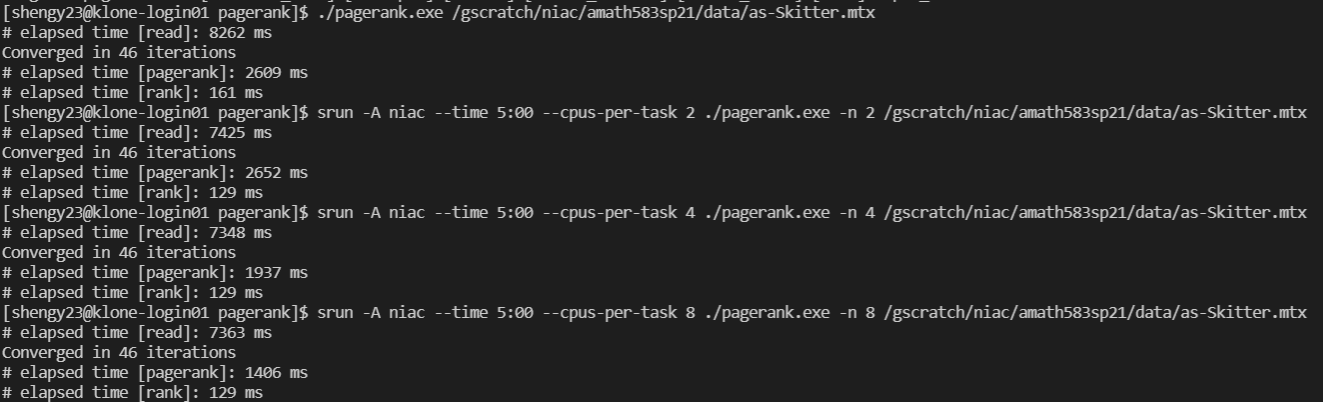 [shengy23@klone-login01 pagerank]$ ./pagerank.exe /gscratch/niac/amath583sp21/data/as-Skitter.mtx
# elapsed time [read]: 8262 ms
Converged in 46 iterations
# elapsed time [pagerank]: 2609 ms
# elapsed time [rank]: 161 ms
[shengy23@klone-login01 pagerank]$ srun -A niac --time 5:00 --cpus-per-task 2 ./pagerank.exe -n 2 /gscratch/niac/amath583sp21/data/as-Skitter.mtx
# elapsed time [read]: 7425 ms
Converged in 46 iterations
# elapsed time [pagerank]: 2652 ms
# elapsed time [rank]: 129 ms
[shengy23@klone-login01 pagerank]$ srun -A niac --time 5:00 --cpus-per-task 4 ./pagerank.exe -n 4 /gscratch/niac/amath583sp21/data/as-Skitter.mtx
# elapsed time [read]: 7348 ms
Converged in 46 iterations
# elapsed time [pagerank]: 1937 ms
# elapsed time [rank]: 129 ms
[shengy23@klone-login01 pagerank]$ srun -A niac --time 5:00 --cpus-per-task 8 ./pagerank.exe -n 8 /gscratch/niac/amath583sp21/data/as-Skitter.mtx
# elapsed time [read]: 7363 ms
Converged in 46 iterations
# elapsed time [pagerank]: 1406 ms
# elapsed time [rank]: 129 ms